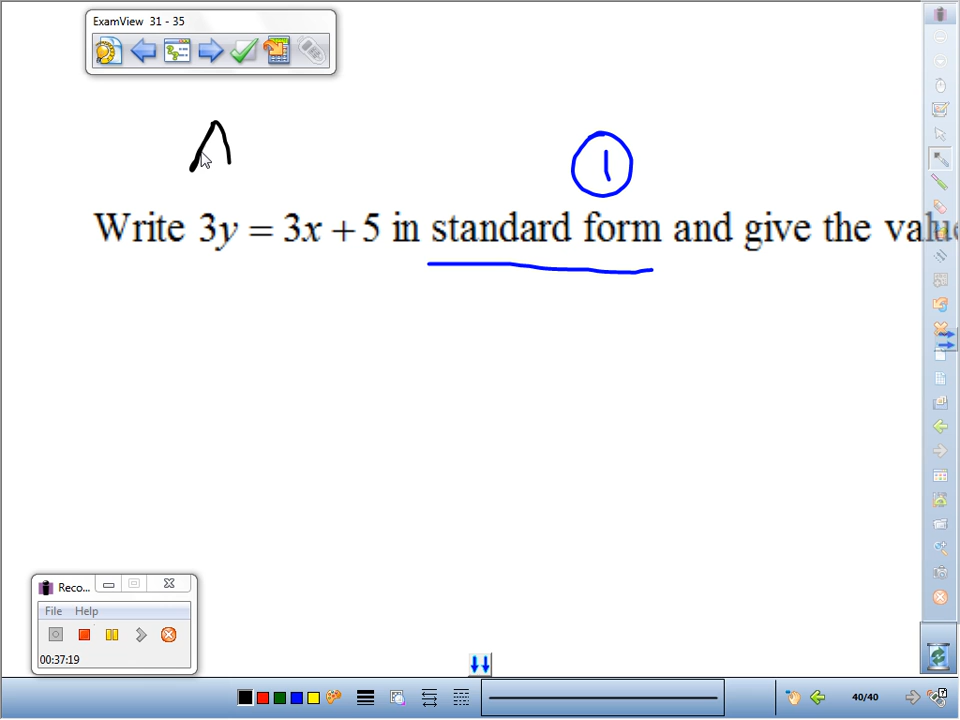 ExamView 31 - 35
1
Write 3y = 3x + 5 in standard form and give the value
Reco...
File Help
00:37:19
40/40